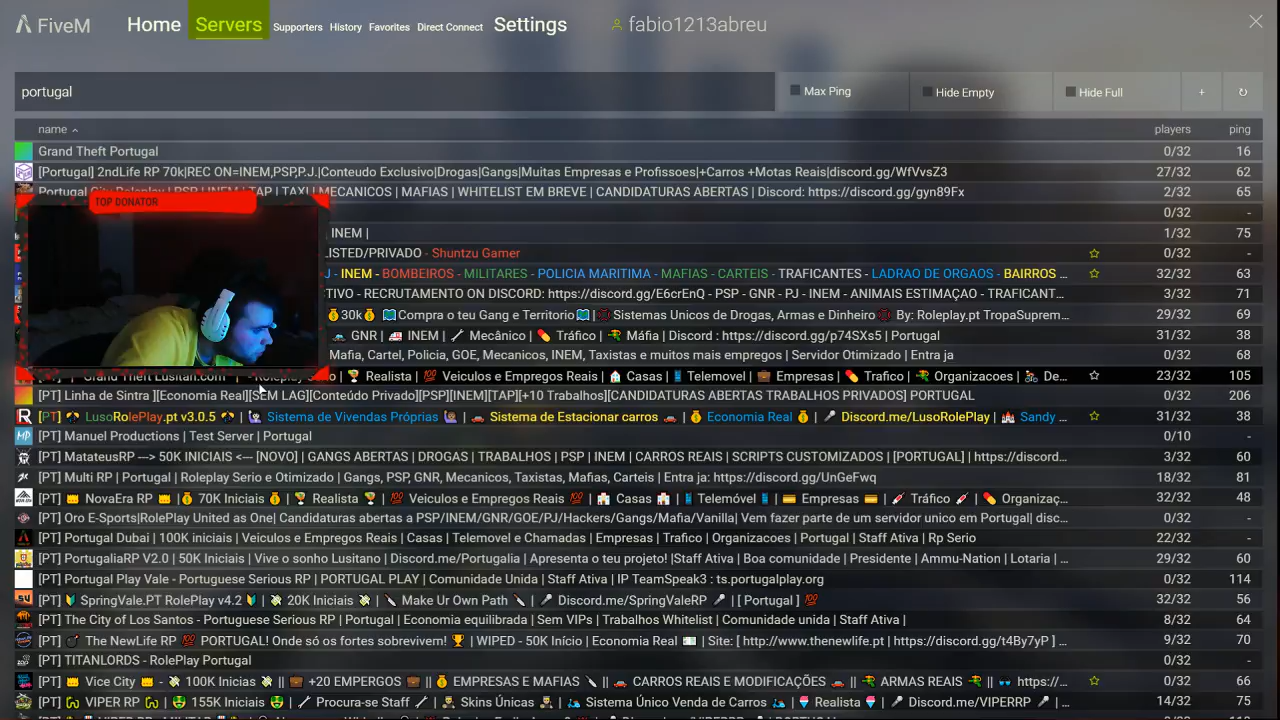 FiveM Home Servers Supporters History Favorites Direct Connect Settings fabio1213abreu
portugal Max Ping Hide Empty Hide Full + ↻
name players ping
Grand Theft Portugal 0/32 16
[Portugal] 2ndLife RP 70k|REC ON=INEM,PSP,P.J.|Conteudo Exclusivo|Drogas|Gangs|Muitas Empresas e Profissoes|+Carros +Motas Reais|discord.gg/WfVvsZ3 27/32 62
Portugal City Roleplay | PSP | INEM | TAP | TAXI | MECANICOS | MAFIAS | WHITELIST EM BREVE | CANDIDATURAS ABERTAS | Discord: https://discord.gg/gyn89Fx 2/32 65
TOP DONATOR
0/32 -
INEM | 1/32 75
LISTED/PRIVADO - Shuntzu Gamer 0/32 -
J - INEM - BOMBEIROS - MILITARES - POLICIA MARITIMA - MAFIAS - CARTEIS - TRAFICANTES - LADRAO DE ORGAOS - BAIRROS ... 32/32 63
TIVO - RECRUTAMENTO ON DISCORD: https://discord.gg/E6crEnQ - PSP - GNR - PJ - INEM - ANIMAIS ESTIMAÇAO - TRAFICANT... 3/32 71
💰30k💰 🗺️Compra o teu Gang e Territorio🗺️|💢Sistemas Unicos de Drogas, Armas e Dinheiro💢| By: Roleplay.pt TropaSuprem... 29/32 69
🚗 GNR | 🚑 INEM | 🔧 Mecânico | 💊 Tráfico | 🔫 Máfia | Discord : https://discord.gg/p74SXs5 | Portugal 31/32 38
Mafia, Cartel, Policia, GOE, Mecanicos, INEM, Taxistas e muitos mais empregos | Servidor Otimizado | Entra ja 0/32 68
Grand Theft Lusitan.com | 🏆 Realista | 💯 Veiculos e Empregos Reais | 🏠 Casas | 📱 Telemovel | 💼 Empresas | 💊 Trafico | 🔫 Organizacoes | 🚴 De... 23/32 105
[PT] Linha de Sintra ][Economia Real][SEM LAG][Conteúdo Privado][PSP][INEM][TAP][+10 Trabalhos][CANDIDATURAS ABERTAS TRABALHOS PRIVADOS] PORTUGAL 0/32 206
[PT] LusoRolePlay.pt v3.0.5 | Sistema de Vivendas Próprias | Sistema de Estacionar carros 🚗 | 💰 Economia Real 💰 | 🎤 Discord.me/LusoRolePlay | Sandy ... 31/32 38
[PT] Manuel Productions | Test Server | Portugal 0/10 -
[PT] MatateusRP ---> 50K INICIAIS <--- [NOVO] | GANGS ABERTAS | DROGAS | TRABALHOS | PSP | INEM | CARROS REAIS | SCRIPTS CUSTOMIZADOS | [PORTUGAL] | https://discord... 3/32 60
[PT] Multi RP | Portugal | Roleplay Serio e Otimizado | Gangs, PSP, GNR, Mecanicos, Taxistas, Mafias, Carteis | Entra ja: https://discord.gg/UnGeFwq 18/32 81
[PT] 👑 NovaEra RP 👑 |💰 70K Iniciais 💰| 🏆 Realista 🏆 | 💯 Veiculos e Empregos Reais 💯 | 🏠 Casas 🏠 | 📱 Telemóvel 📱 | 💳 Empresas 💳 | 💉 Tráfico 💉 | 💊 Organizaç... 32/32 48
[PT] Oro E-Sports|RolePlay United as One| Candidaturas abertas a PSP/INEM/GNR/GOE/PJ/Hackers/Gangs/Mafia/Vanilla| Vem fazer parte de um servidor unico em Portugal| disc... 0/32 -
[PT] Portugal Dubai | 100K iniciais | Veiculos e Empregos Reais | Casas | Telemovel e Chamadas | Empresas | Trafico | Organizacoes | Portugal | Staff Ativa | Rp Serio 22/32 -
[PT] PortugaliaRP V2.0 | 50K Iniciais | Vive o sonho Lusitano | Discord.me/Portugalia | Apresenta o teu projeto! |Staff Ativa | Boa comunidade | Presidente | Ammu-Nation | Lotaria | ... 29/32 60
[PT] Portugal Play Vale - Portuguese Serious RP | PORTUGAL PLAY | Comunidade Unida | Staff Ativa | IP TeamSpeak3 : ts.portugalplay.org 0/32 114
[PT] 🔰 SpringVale.PT RolePlay v4.2 🔰 | 💸 20K Iniciais 💸 | 🔪 Make Ur Own Path 🔪 | 🎤 Discord.me/SpringValeRP 🎤 | [ Portugal ] 💯 32/32 56
[PT] The City of Los Santos - Portuguese Serious RP | Portugal | Economia equilibrada | Sem VIPs | Trabalhos Whitelist | Comunidade unida | Staff Ativa | 8/32 64
[PT] 💣 The NewLife RP 💯 PORTUGAL! Onde só os fortes sobrevivem! 🏆 | WIPED - 50K Início | Economia Real 💵 | Site: [ http://www.thenewlife.pt | https://discord.gg/t4By7yP ] ... 9/32 70
[PT] TITANLORDS - RolePlay Portugal 0/32 -
[PT] 👑 Vice City 👑 - 💸 100K Inicias 💸 || 💼 +20 EMPERGOS 💼 || 💰 EMPRESAS E MAFIAS 🔪 || 🚗 CARROS REAIS E MODIFICAÇÕES 🚗 || 🔫 ARMAS REAIS 🔫 || https:/... 0/32 66
[PT] 🐍 VIPER RP 🐍 | 🤑 155K Iniciais 🤑 | 🔧 Procura-se Staff 🔧 | Skins Únicas | Sistema Único Venda de Carros | 🍧 Realista 🍧 | 🎤 Discord.me/VIPERRP 🎤 | PORTUGAL 14/32 75